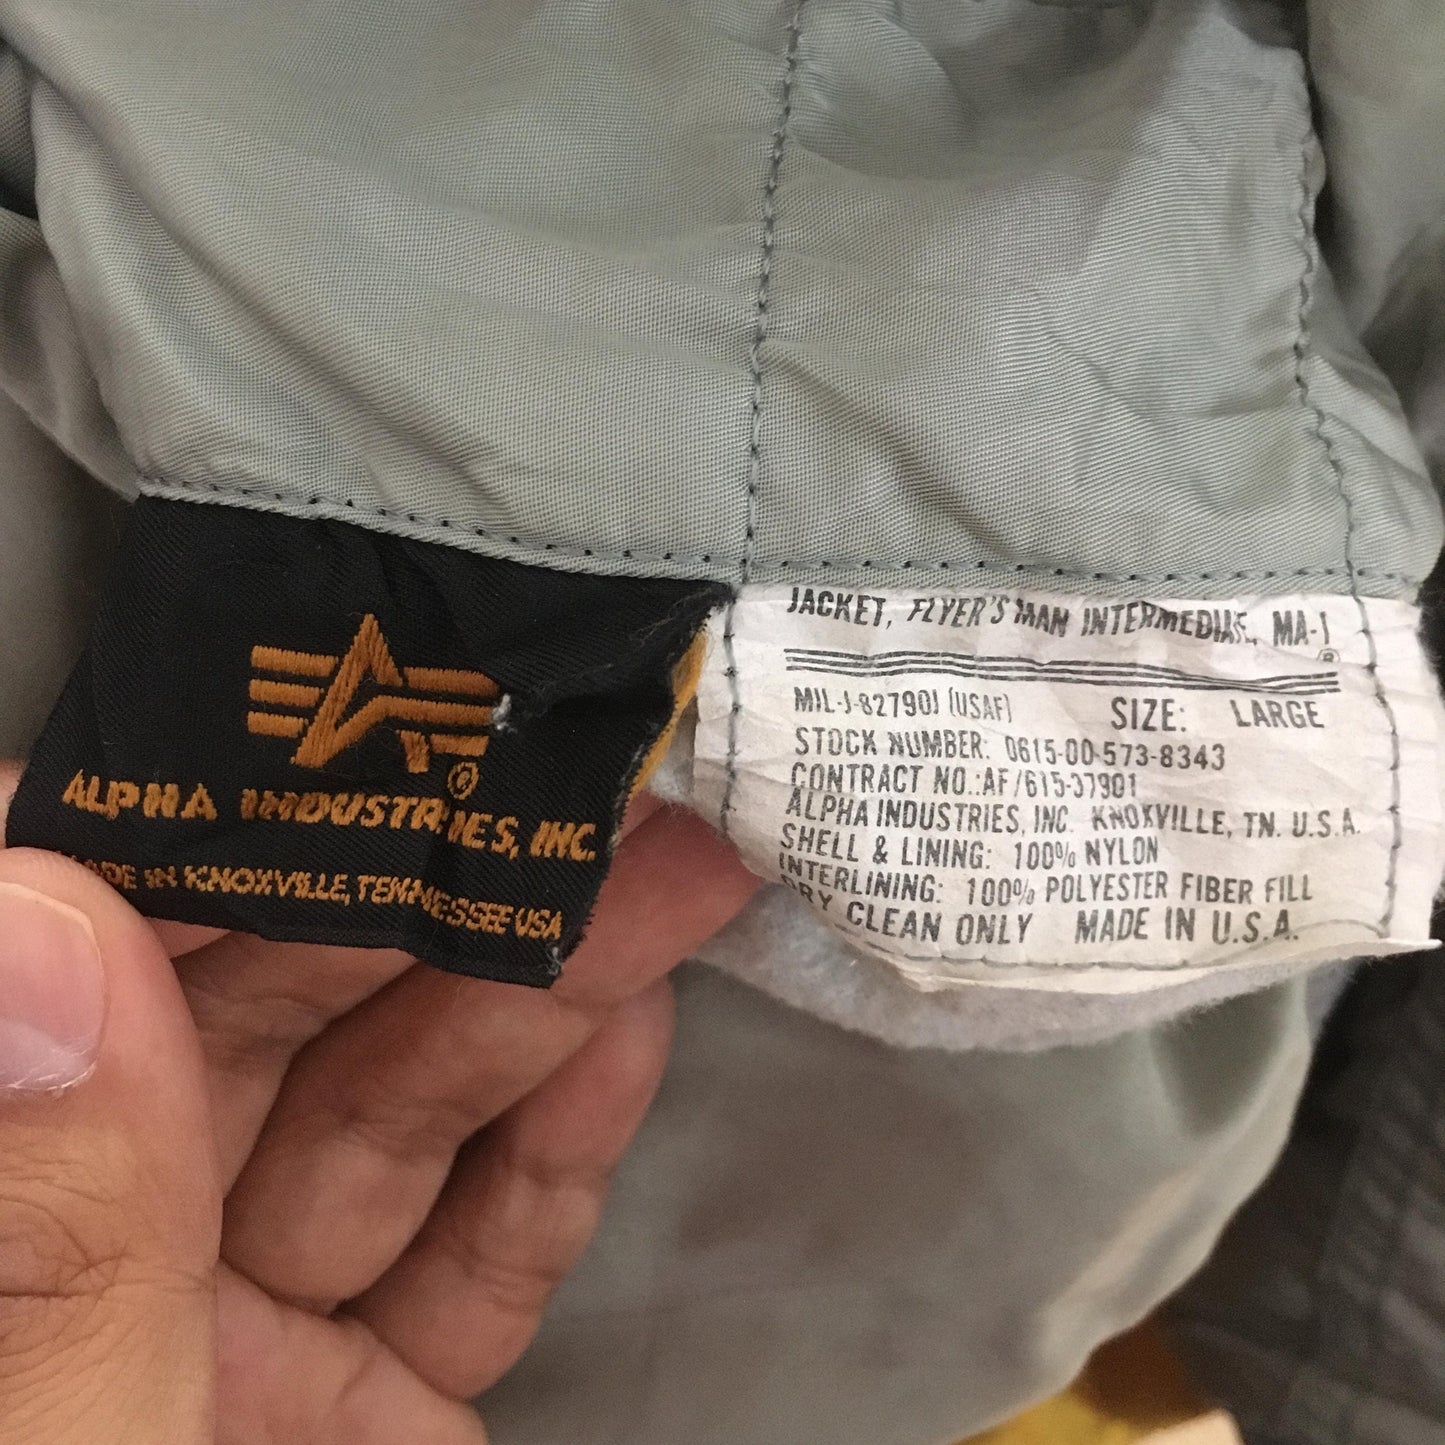 ALPHA INDUSTRIES, INC.
MADE IN KNOXVILLE, TENNESSEE USA
JACKET, FLYER'S MAN INTERMEDIATE, MA-1
MIL-J-8279OJ (USAF) SIZE: LARGE
STOCK NUMBER: 0615-00-573-8343
CONTRACT NO.:AF/615-37901
ALPHA INDUSTRIES, INC. KNOXVILLE, TN. U.S.A.
SHELL & LINING: 100% NYLON
INTERLINING: 100% POLYESTER FIBER FILL
DRY CLEAN ONLY MADE IN U.S.A.